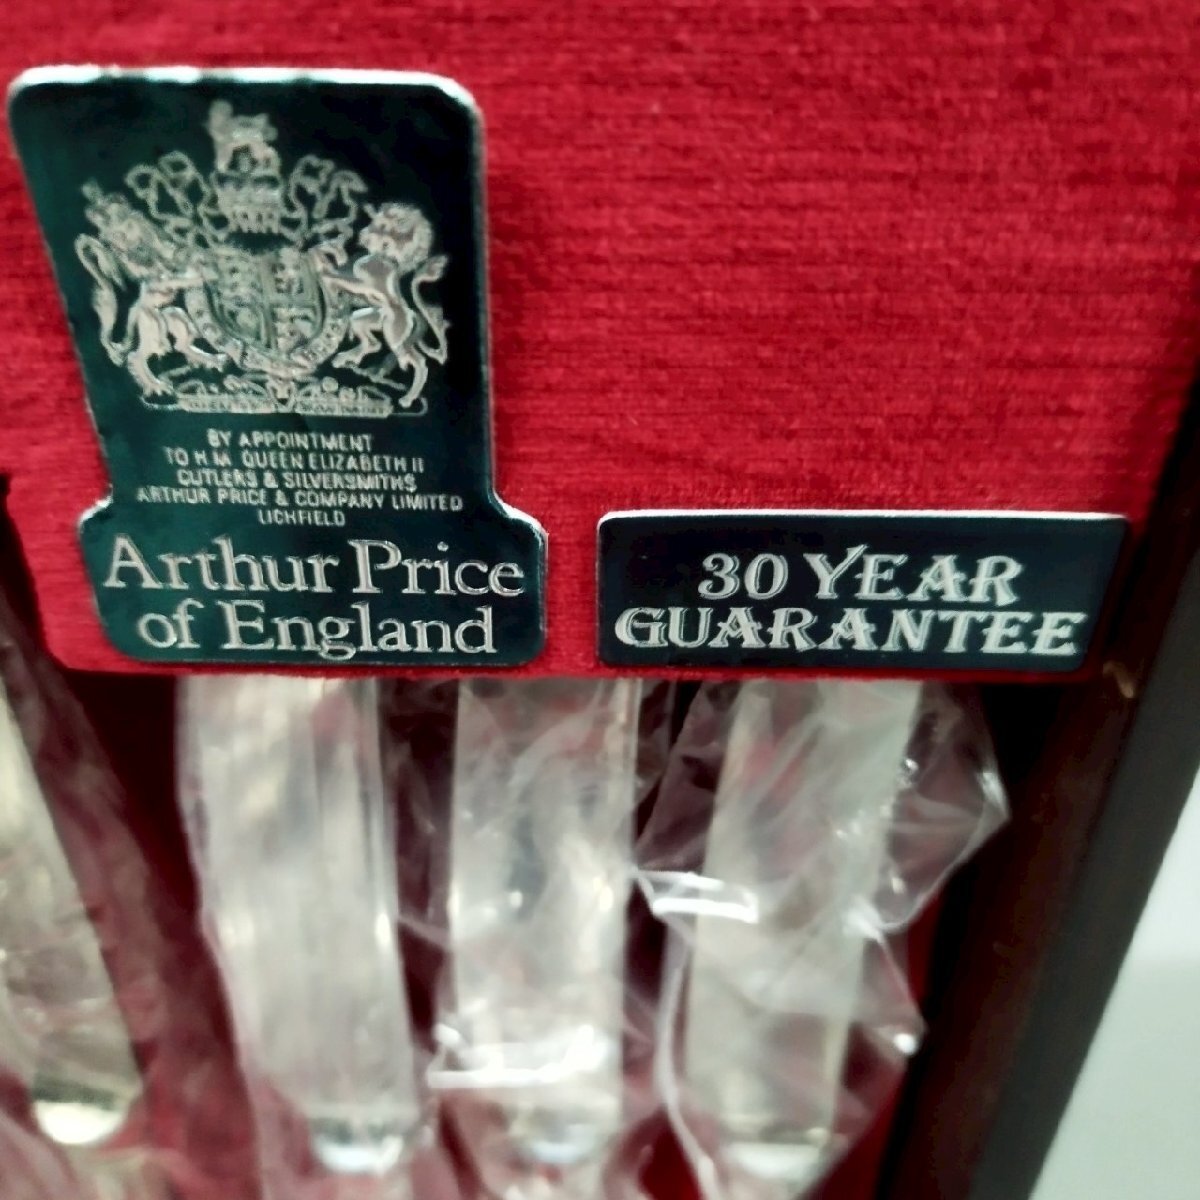 BY APPOINTMENT
TO H.M. QUEEN ELIZABETH II
CUTLERS & SILVERSMITHS
ARTHUR PRICE & COMPANY LIMITED
LICHFIELD
Arthur Price
of England
30 YEAR
GUARANTEE